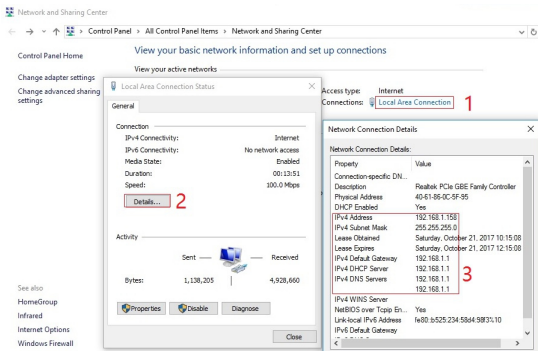 Network and Sharing Center
Control Panel > All Control Panel Items > Network and Sharing Center
Control Panel Home
Change adapter settings
Change advanced sharing
settings
See also
HomeGroup
Infrared
Internet Options
Windows Firewall
View your basic network information and set up connections
View your active networks
Access type: Internet
Connections: Local Area Connection
1
Local Area Connection Status
General
Connection
IPv4 Connectivity: Internet
IPv6 Connectivity: No network access
Media State: Enabled
Duration: 00:13:51
Speed: 100.0 Mbps
Details...
2
Activity
Sent Received
Bytes: 1,138,205 4,928,660
Properties Disable Diagnose
Close
Network Connection Details
Network Connection Details:
Property Value
Connection-specific DN...
Description Realtek PCIe GBE Family Controller
Physical Address 40-61-86-0C-5F-95
DHCP Enabled Yes
IPv4 Address 192.168.1.158
IPv4 Subnet Mask 255.255.255.0
Lease Obtained Saturday, October 21, 2017 10:15:08
Lease Expires Saturday, October 21, 2017 12:15:08
IPv4 Default Gateway 192.168.1.1
IPv4 DHCP Server 192.168.1.1
IPv4 DNS Servers 192.168.1.1
192.168.1.1
3
IPv4 WINS Server
NetBIOS over Tcpip En... Yes
Link-local IPv6 Address fe80::b525:234:58d4:98f3%10
IPv6 Default Gateway